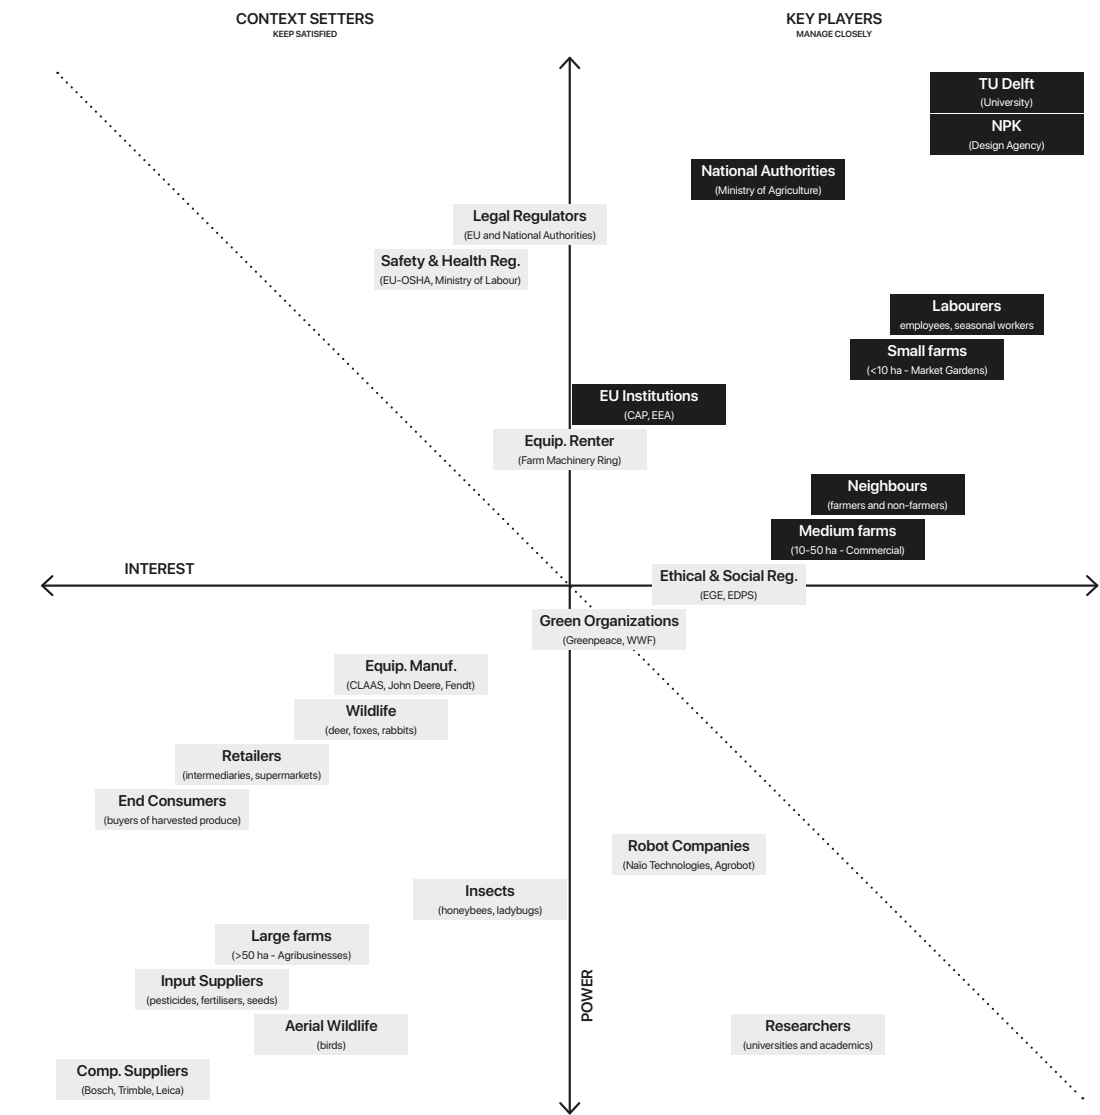 CONTEXT SETTERS
KEEP SATISFIED
KEY PLAYERS
MANAGE CLOSELY
TU Delft
(University)
NPK
(Design Agency)
National Authorities
(Ministry of Agriculture)
Legal Regulators
(EU and National Authorities)
Safety & Health Reg.
(EU-OSHA, Ministry of Labour)
Labourers
employees, seasonal workers
Small farms
(<10 ha - Market Gardens)
EU Institutions
(CAP, EEA)
Equip. Renter
(Farm Machinery Ring)
Neighbours
(farmers and non-farmers)
Medium farms
(10-50 ha - Commercial)
INTEREST
Ethical & Social Reg.
(EGE, EDPS)
Green Organizations
(Greenpeace, WWF)
Equip. Manuf.
(CLAAS, John Deere, Fendt)
Wildlife
(deer, foxes, rabbits)
Retailers
(intermediaries, supermarkets)
End Consumers
(buyers of harvested produce)
Robot Companies
(Naïo Technologies, Agrobot)
Insects
(honeybees, ladybugs)
Large farms
(>50 ha - Agribusinesses)
Input Suppliers
(pesticides, fertilisers, seeds)
POWER
Aerial Wildlife
(birds)
Researchers
(universities and academics)
Comp. Suppliers
(Bosch, Trimble, Leica)